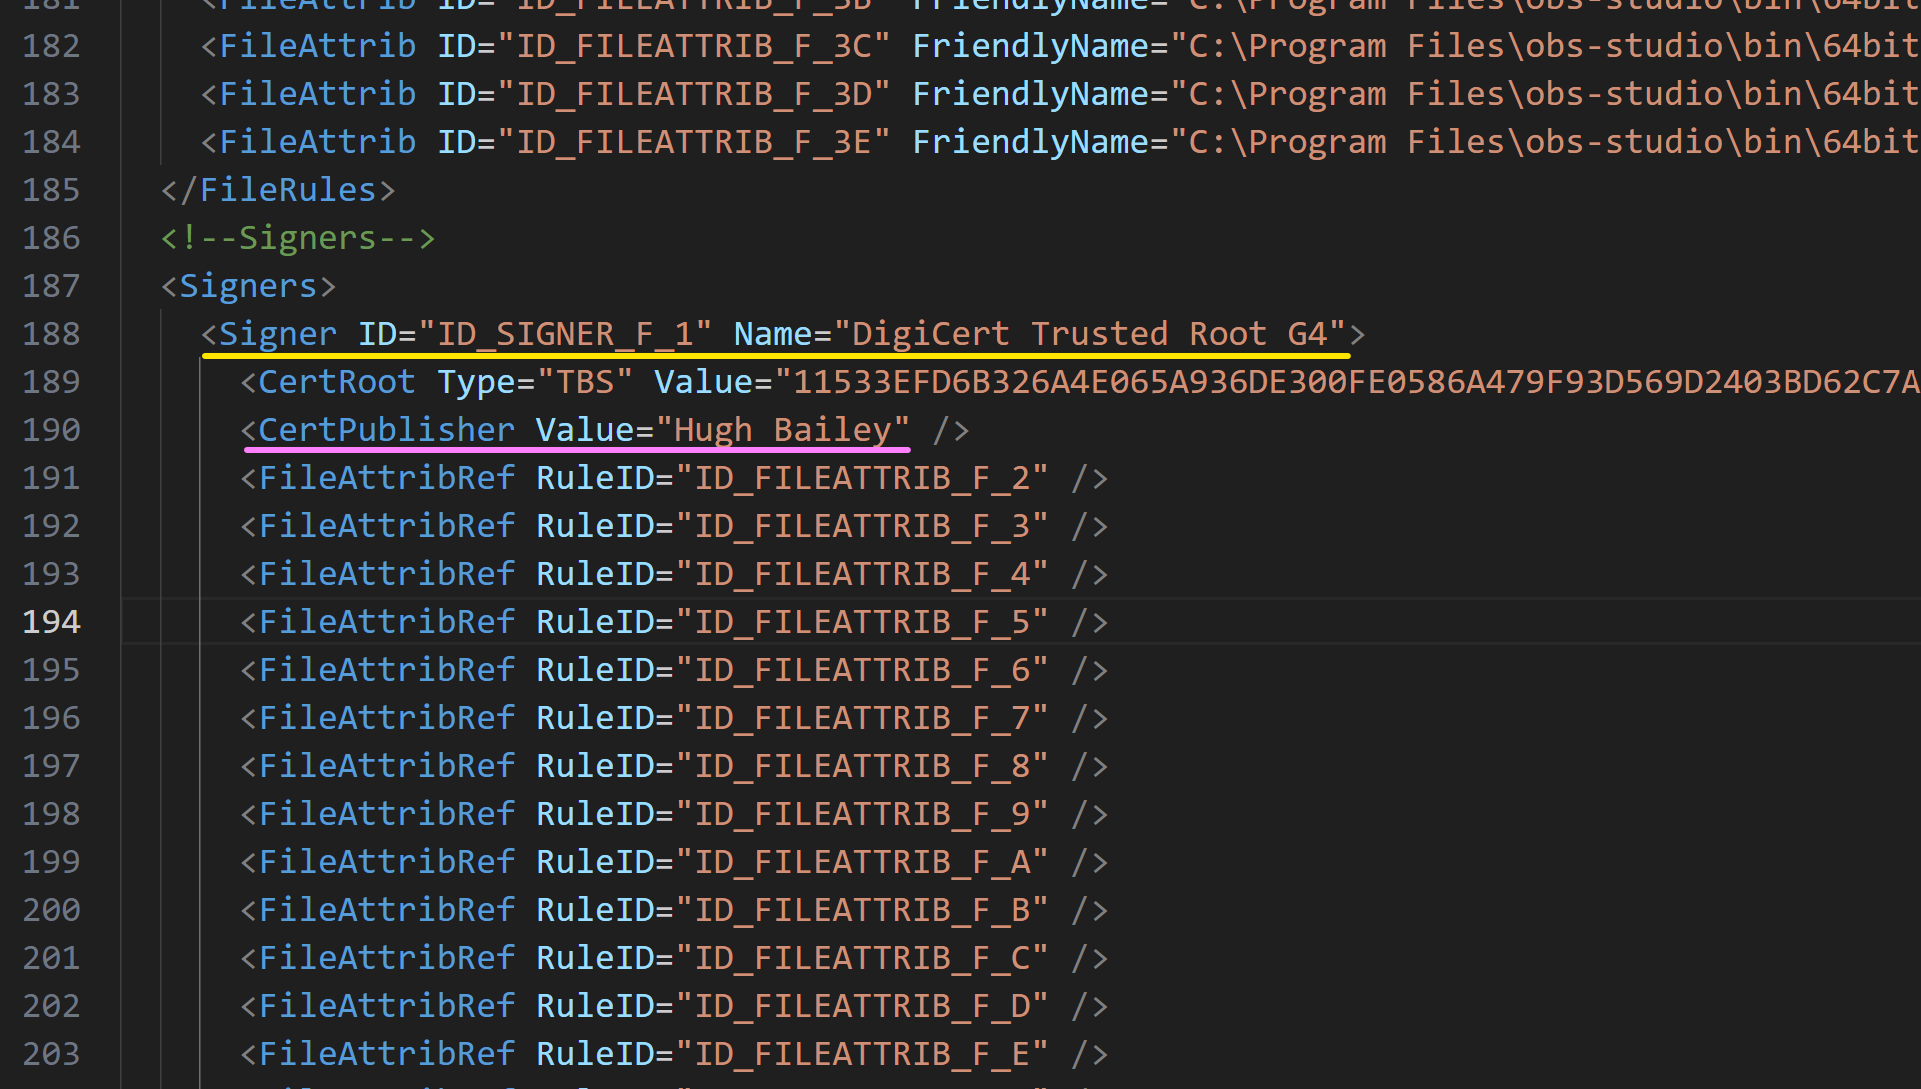 181 <FileAttrib ID="ID_FILEATTRIB_F_3B" FriendlyName="C:\Program Files\obs-studio\bin\64bit
182 <FileAttrib ID="ID_FILEATTRIB_F_3C" FriendlyName="C:\Program Files\obs-studio\bin\64bit
183 <FileAttrib ID="ID_FILEATTRIB_F_3D" FriendlyName="C:\Program Files\obs-studio\bin\64bit
184 <FileAttrib ID="ID_FILEATTRIB_F_3E" FriendlyName="C:\Program Files\obs-studio\bin\64bit
185 </FileRules>
186 <!--Signers-->
187 <Signers>
188 <Signer ID="ID_SIGNER_F_1" Name="DigiCert Trusted Root G4">
189 <CertRoot Type="TBS" Value="11533EFD6B326A4E065A936DE300FE0586A479F93D569D2403BD62C7A
190 <CertPublisher Value="Hugh Bailey" />
191 <FileAttribRef RuleID="ID_FILEATTRIB_F_2" />
192 <FileAttribRef RuleID="ID_FILEATTRIB_F_3" />
193 <FileAttribRef RuleID="ID_FILEATTRIB_F_4" />
194 <FileAttribRef RuleID="ID_FILEATTRIB_F_5" />
195 <FileAttribRef RuleID="ID_FILEATTRIB_F_6" />
196 <FileAttribRef RuleID="ID_FILEATTRIB_F_7" />
197 <FileAttribRef RuleID="ID_FILEATTRIB_F_8" />
198 <FileAttribRef RuleID="ID_FILEATTRIB_F_9" />
199 <FileAttribRef RuleID="ID_FILEATTRIB_F_A" />
200 <FileAttribRef RuleID="ID_FILEATTRIB_F_B" />
201 <FileAttribRef RuleID="ID_FILEATTRIB_F_C" />
202 <FileAttribRef RuleID="ID_FILEATTRIB_F_D" />
203 <FileAttribRef RuleID="ID_FILEATTRIB_F_E" />